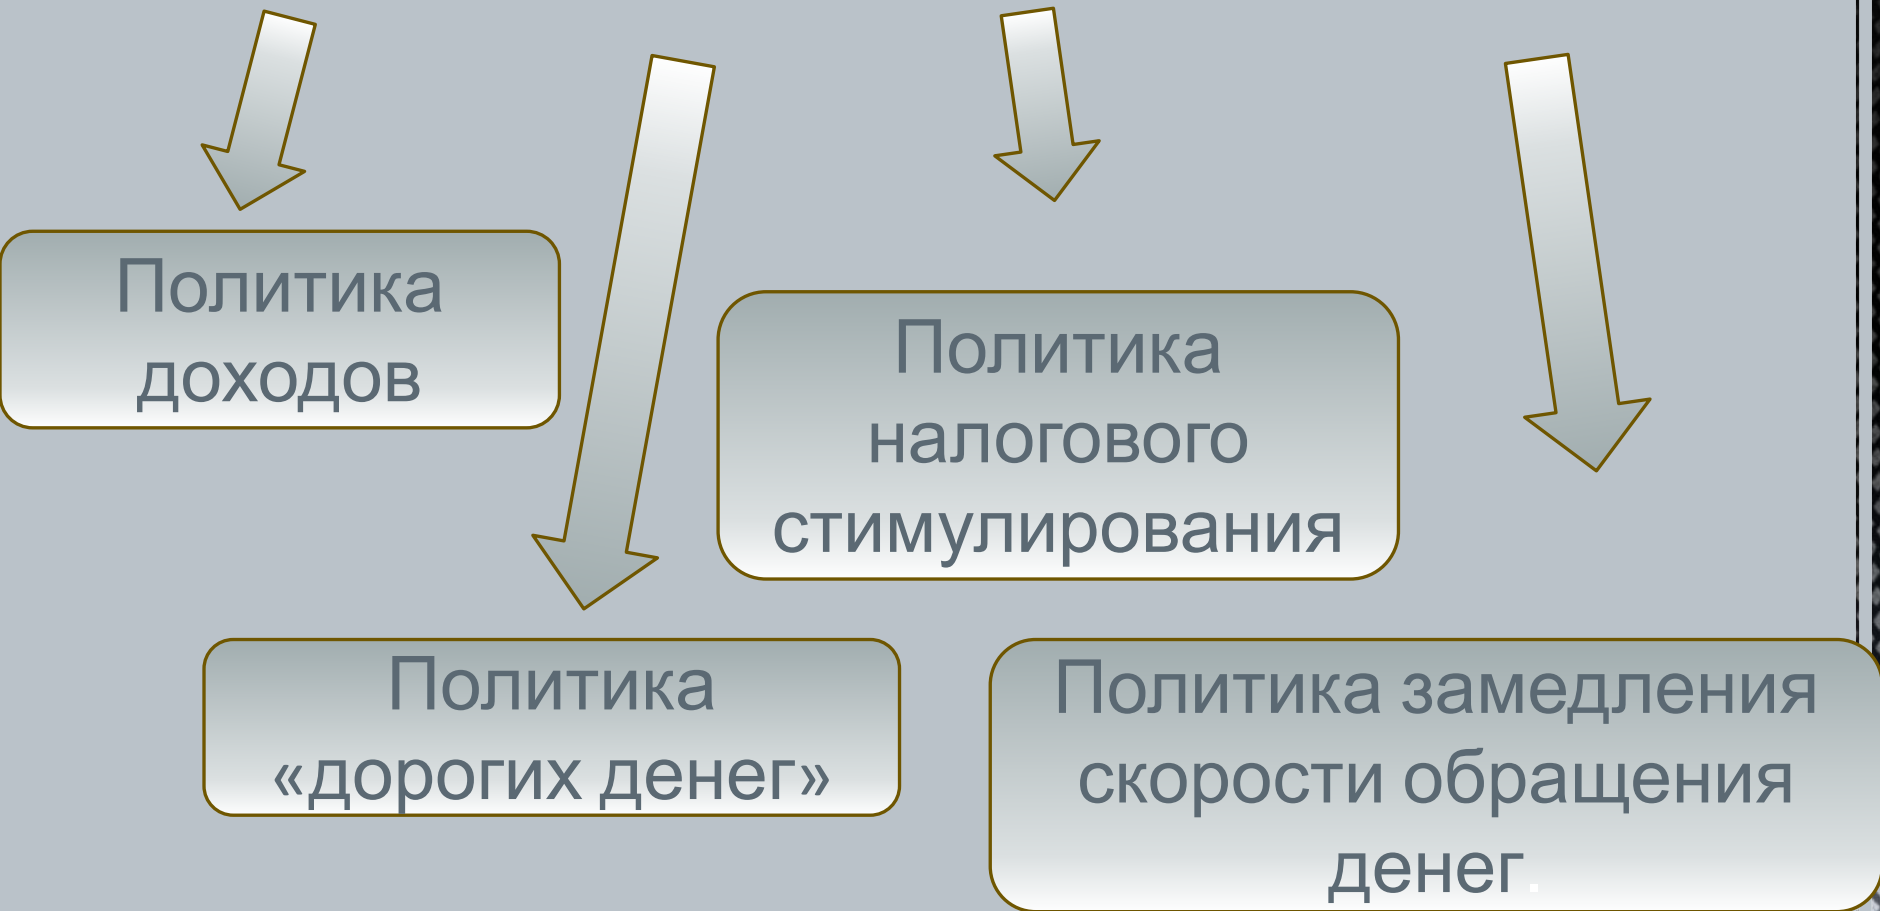 Политика
доходов
Политика
налогового
стимулирования
Политика
«дорогих денег»
Политика замедления
скорости обращения
денег.